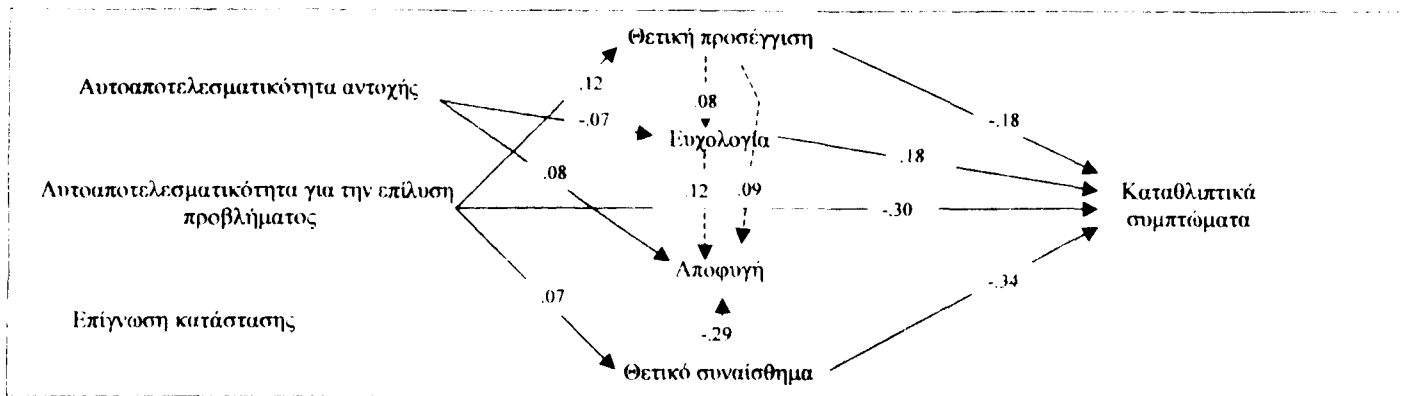 Θετική προσέγγιση
Αυτοαποτελεσματικότητα αντοχής
.12
.08
-.07
-.18
Ευχολογία
.18
.08
Αυτοαποτελεσματικότητα για την επίλυση
προβλήματος
.12
.09
-.30
Καταθλιπτικά
συμπτώματα
Αποφυγή
.07
-.34
Επίγνωση κατάστασης
-.29
Θετικό συναίσθημα